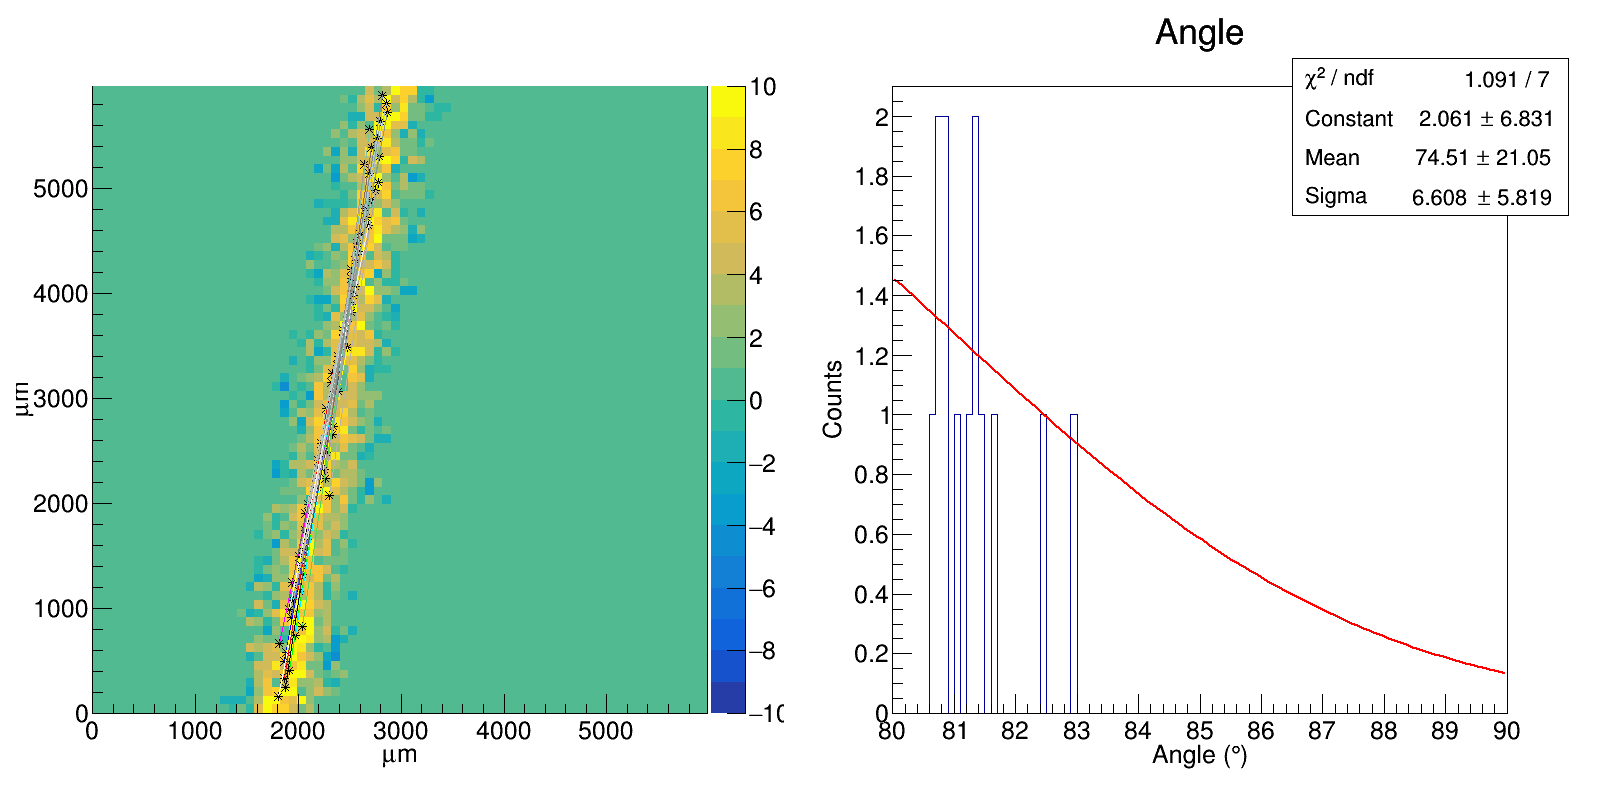 Angle
χ² / ndf 1.091 / 7
Constant 2.061 ± 6.831
Mean 74.51 ± 21.05
Sigma 6.608 ± 5.819
μm
5000
4000
3000
2000
1000
0
0 1000 2000 3000 4000 5000
μm
10
8
6
4
2
0
−2
−4
−6
−8
−10
Counts
2
1.8
1.6
1.4
1.2
1
0.8
0.6
0.4
0.2
0
80 81 82 83 84 85 86 87 88 89 90
Angle (°)